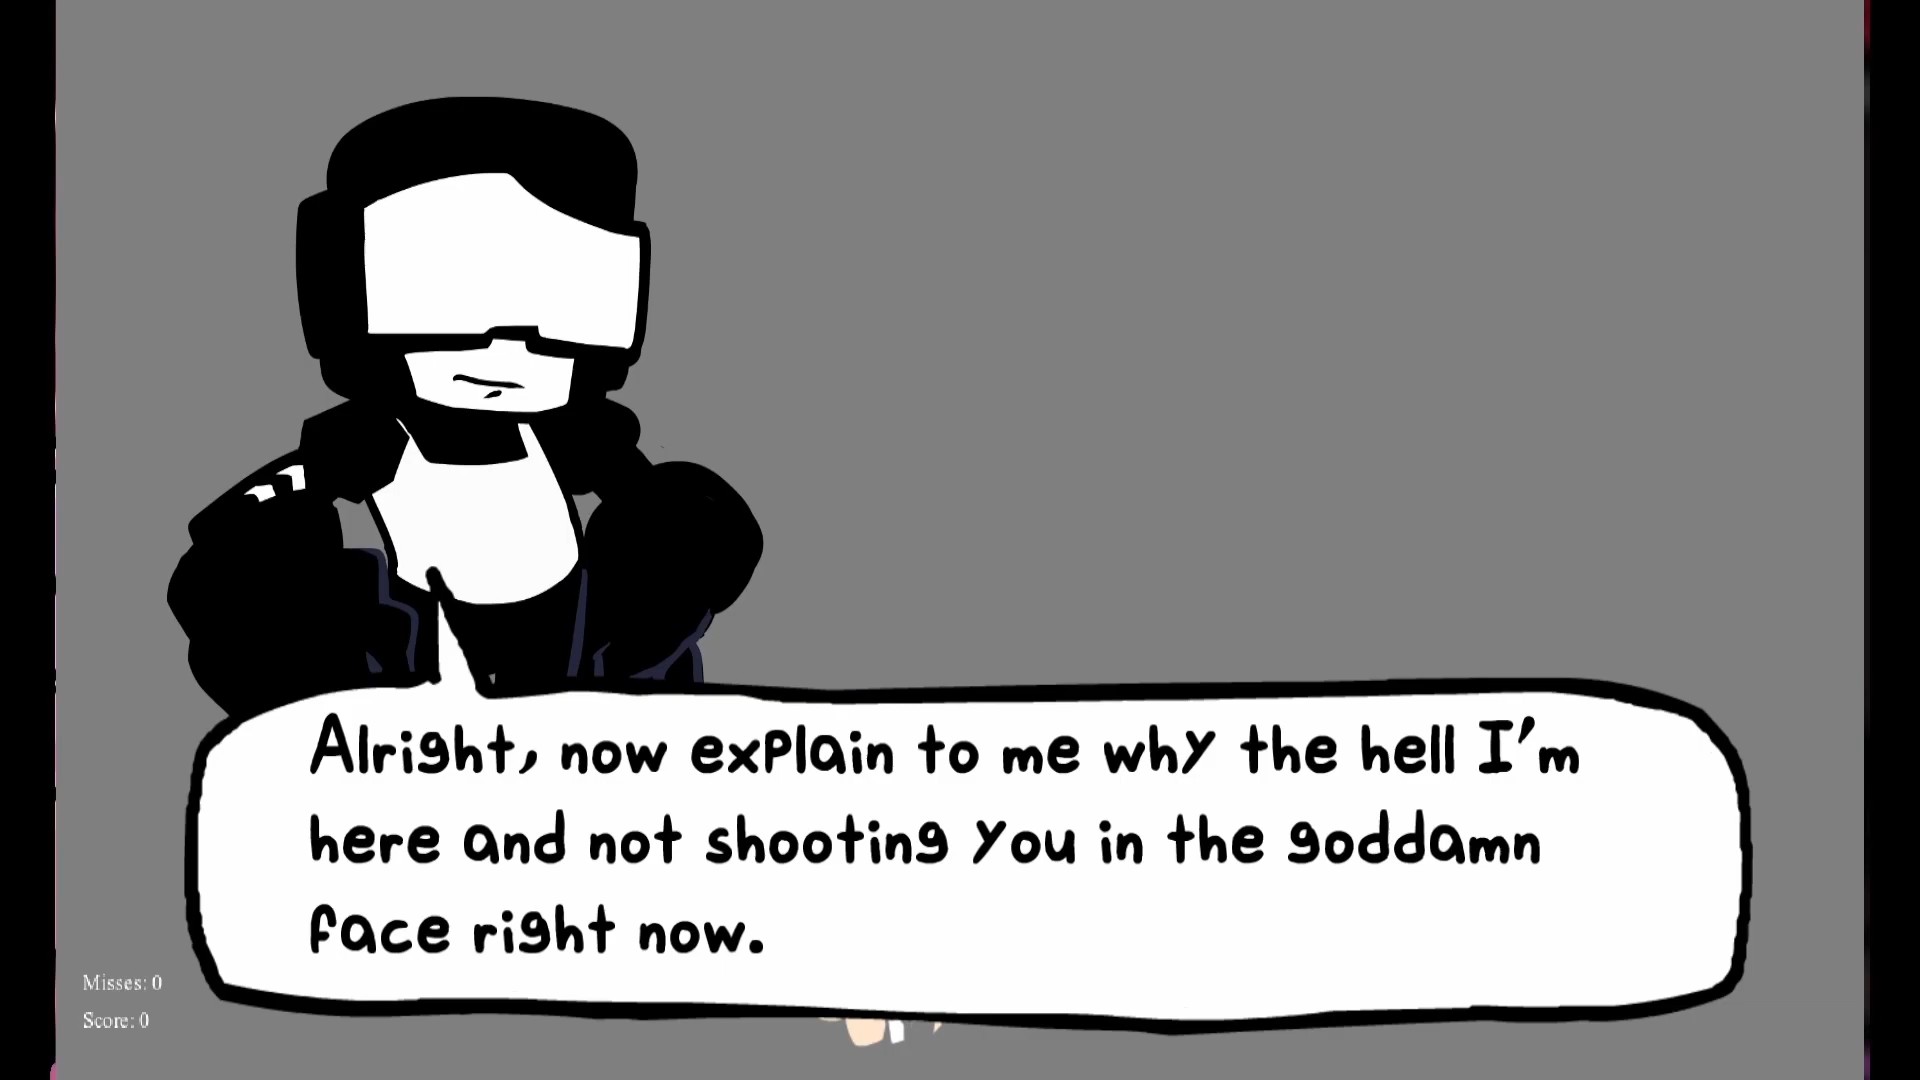 Alright, now explain to me why the hell I'm
here and not shooting you in the goddamn
face right now.
Misses: 0
Score: 0